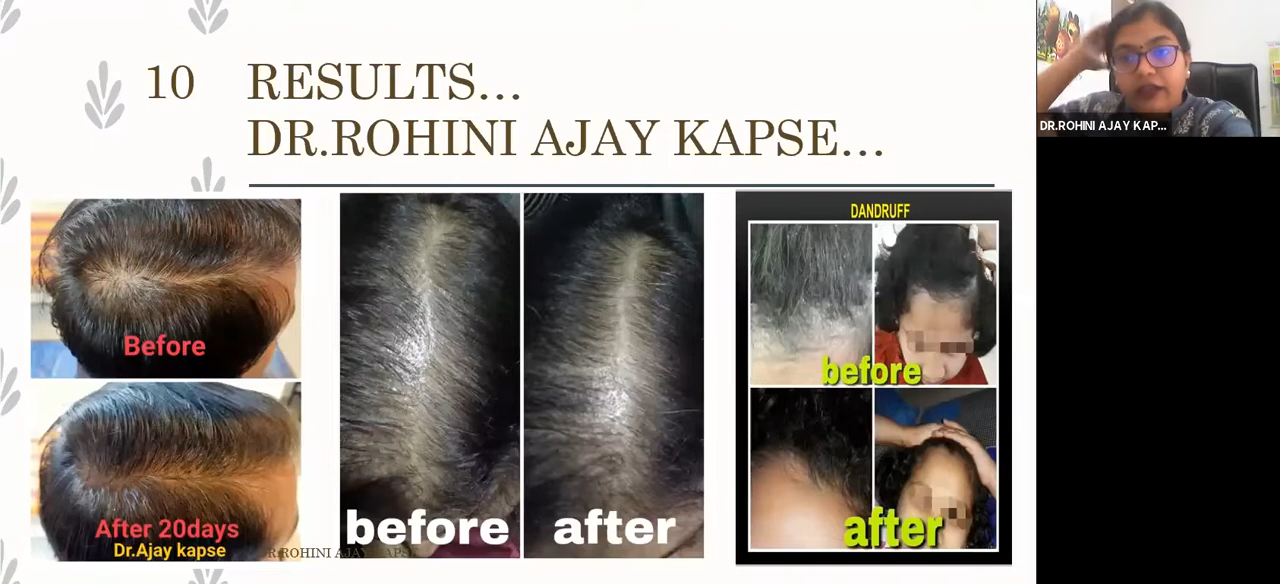 10
RESULTS...
DR.ROHINI AJAY KAPSE...
DR.ROHINI AJAY KAP...
Before
After 20days
Dr.Ajay kapse
before
after
DANDRUFF
before
after